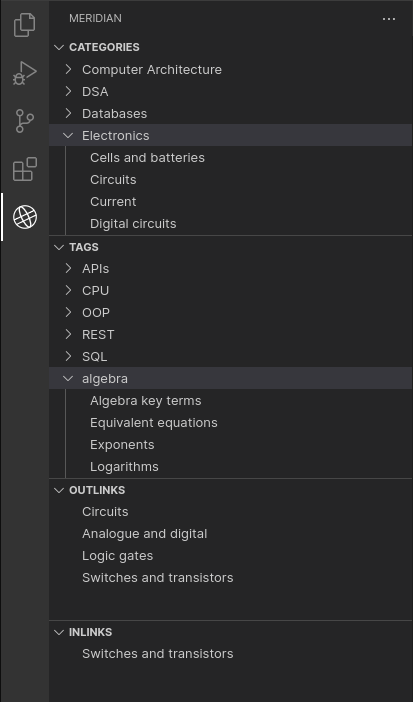 MERIDIAN
CATEGORIES
Computer Architecture
DSA
Databases
Electronics
Cells and batteries
Circuits
Current
Digital circuits
TAGS
APIs
CPU
OOP
REST
SQL
algebra
Algebra key terms
Equivalent equations
Exponents
Logarithms
OUTLINKS
Circuits
Analogue and digital
Logic gates
Switches and transistors
INLINKS
Switches and transistors